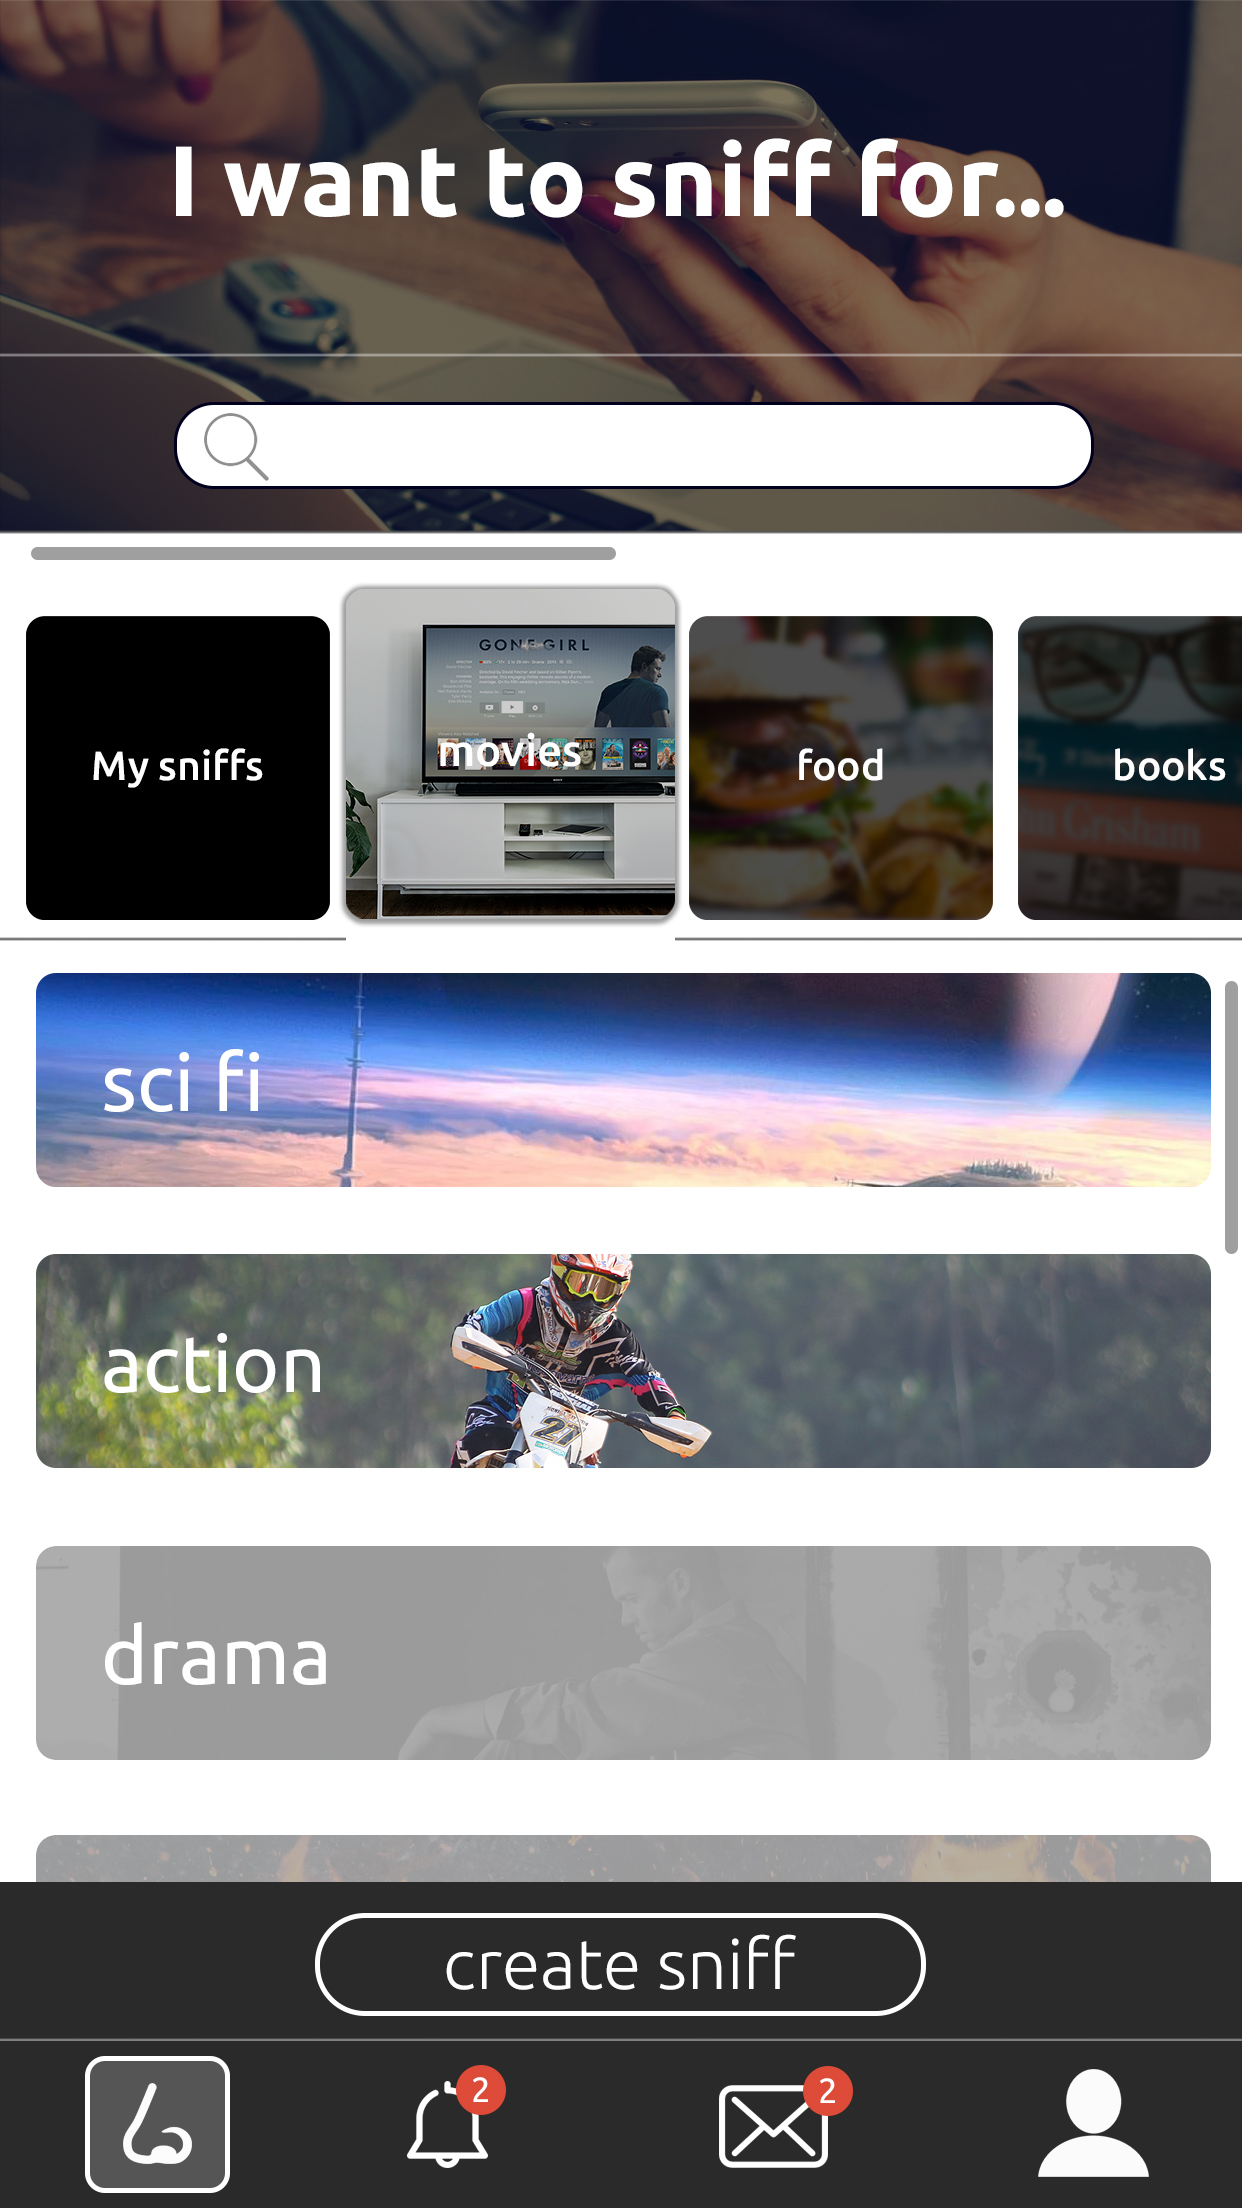 I want to sniff for...
My sniffs
GONE GIRL
movies
food
books
sci fi
action
27
drama
create sniff
2
2